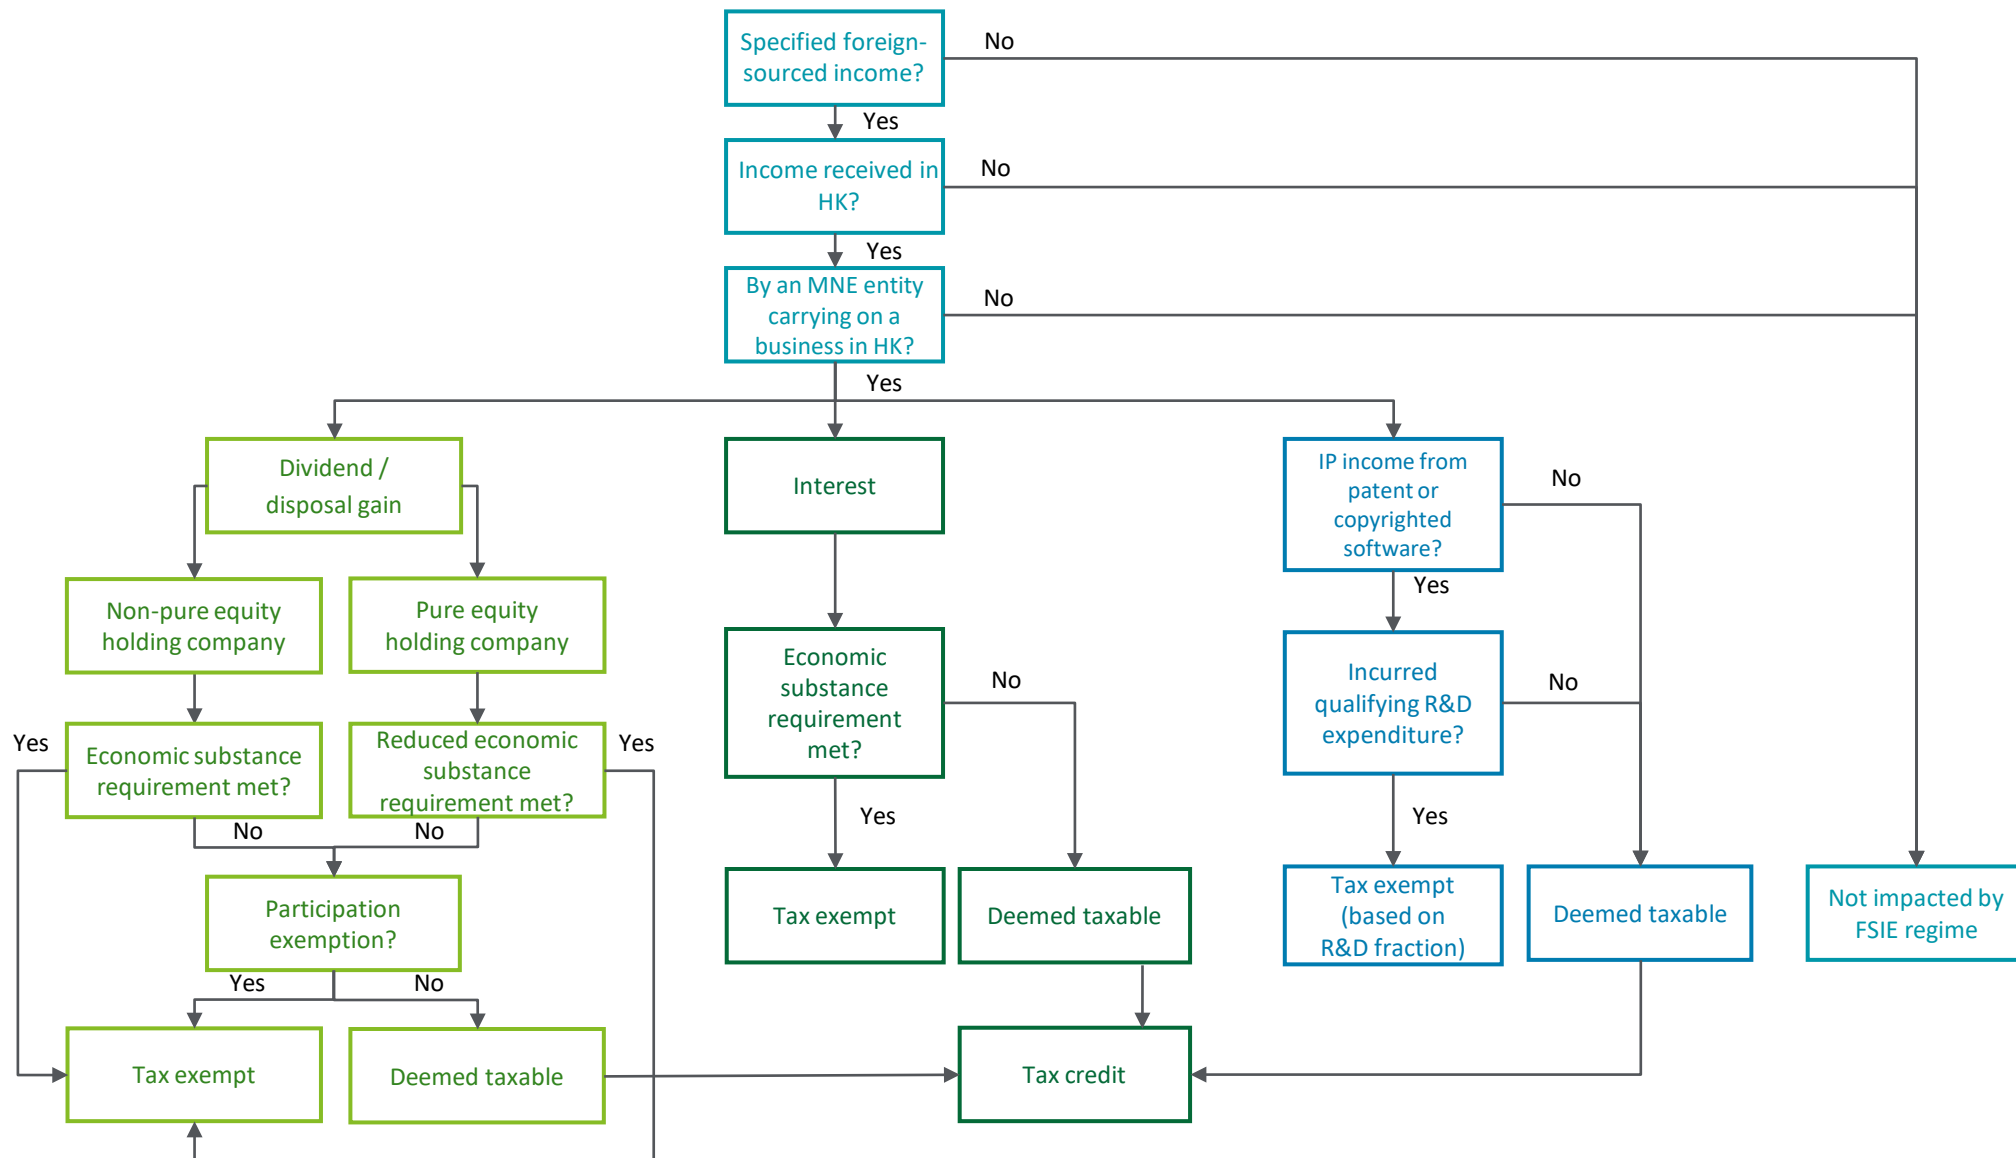 Specified foreign-
sourced income?
No
Yes
Income received in
HK?
No
Yes
By an MNE entity
carrying on a
business in HK?
No
Yes
Dividend /
disposal gain
Interest
IP income from
patent or
copyrighted
software?
No
Yes
Non-pure equity
holding company
Pure equity
holding company
Economic
substance
requirement
met?
No
Incurred
qualifying R&D
expenditure?
No
Yes
Economic substance
requirement met?
Reduced economic
substance
requirement met?
Yes
No
No
Yes
Yes
Participation
exemption?
Tax exempt
Deemed taxable
Tax exempt
(based on
R&D fraction)
Deemed taxable
Not impacted by
FSIE regime
Yes
No
Tax exempt
Deemed taxable
Tax credit